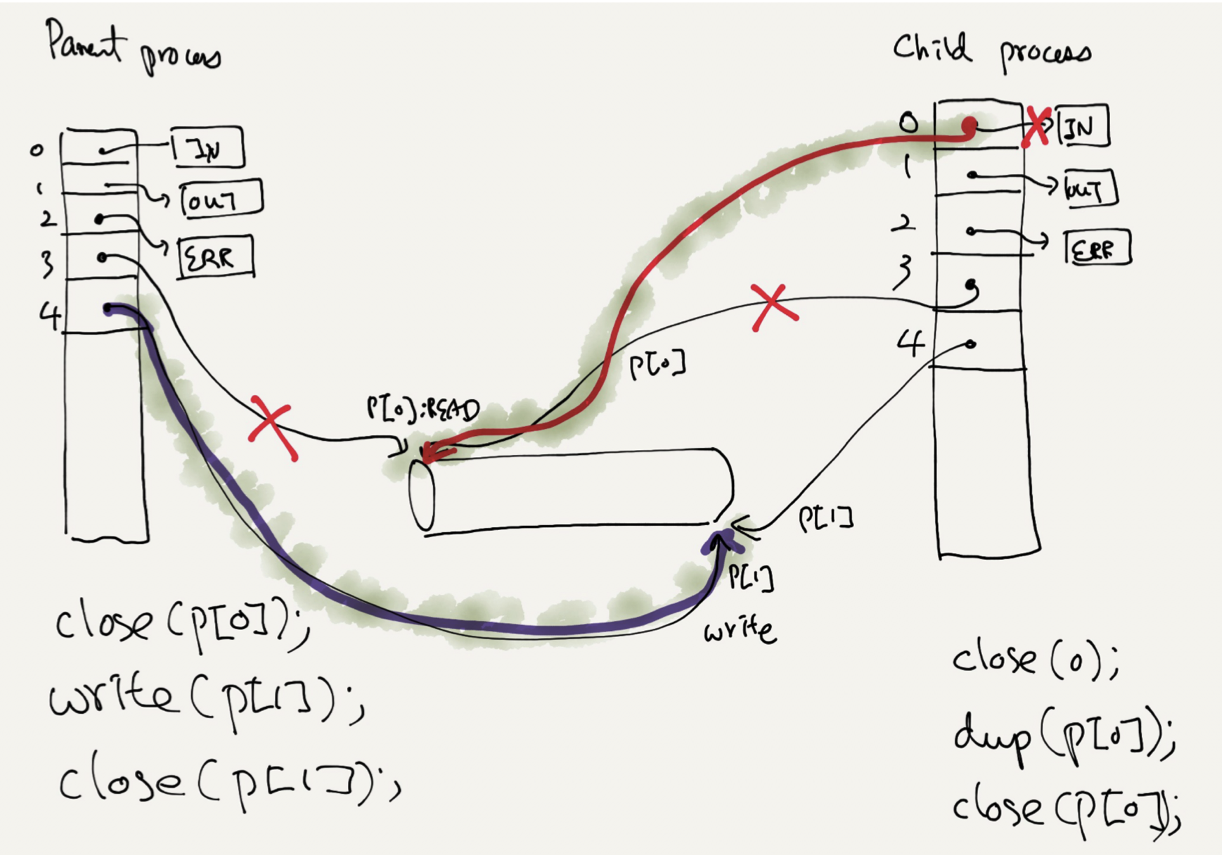 Parent process
0 IN
1 OUT
2 ERR
3
4
Child process
0 IN
1 OUT
2 ERR
3
4
P[0]:READ
P[0]
P[1]
P[1]
write
close(p[0]);
write(p[1]);
close(p[1]);
close(0);
dup(p[0]);
close(p[0]);